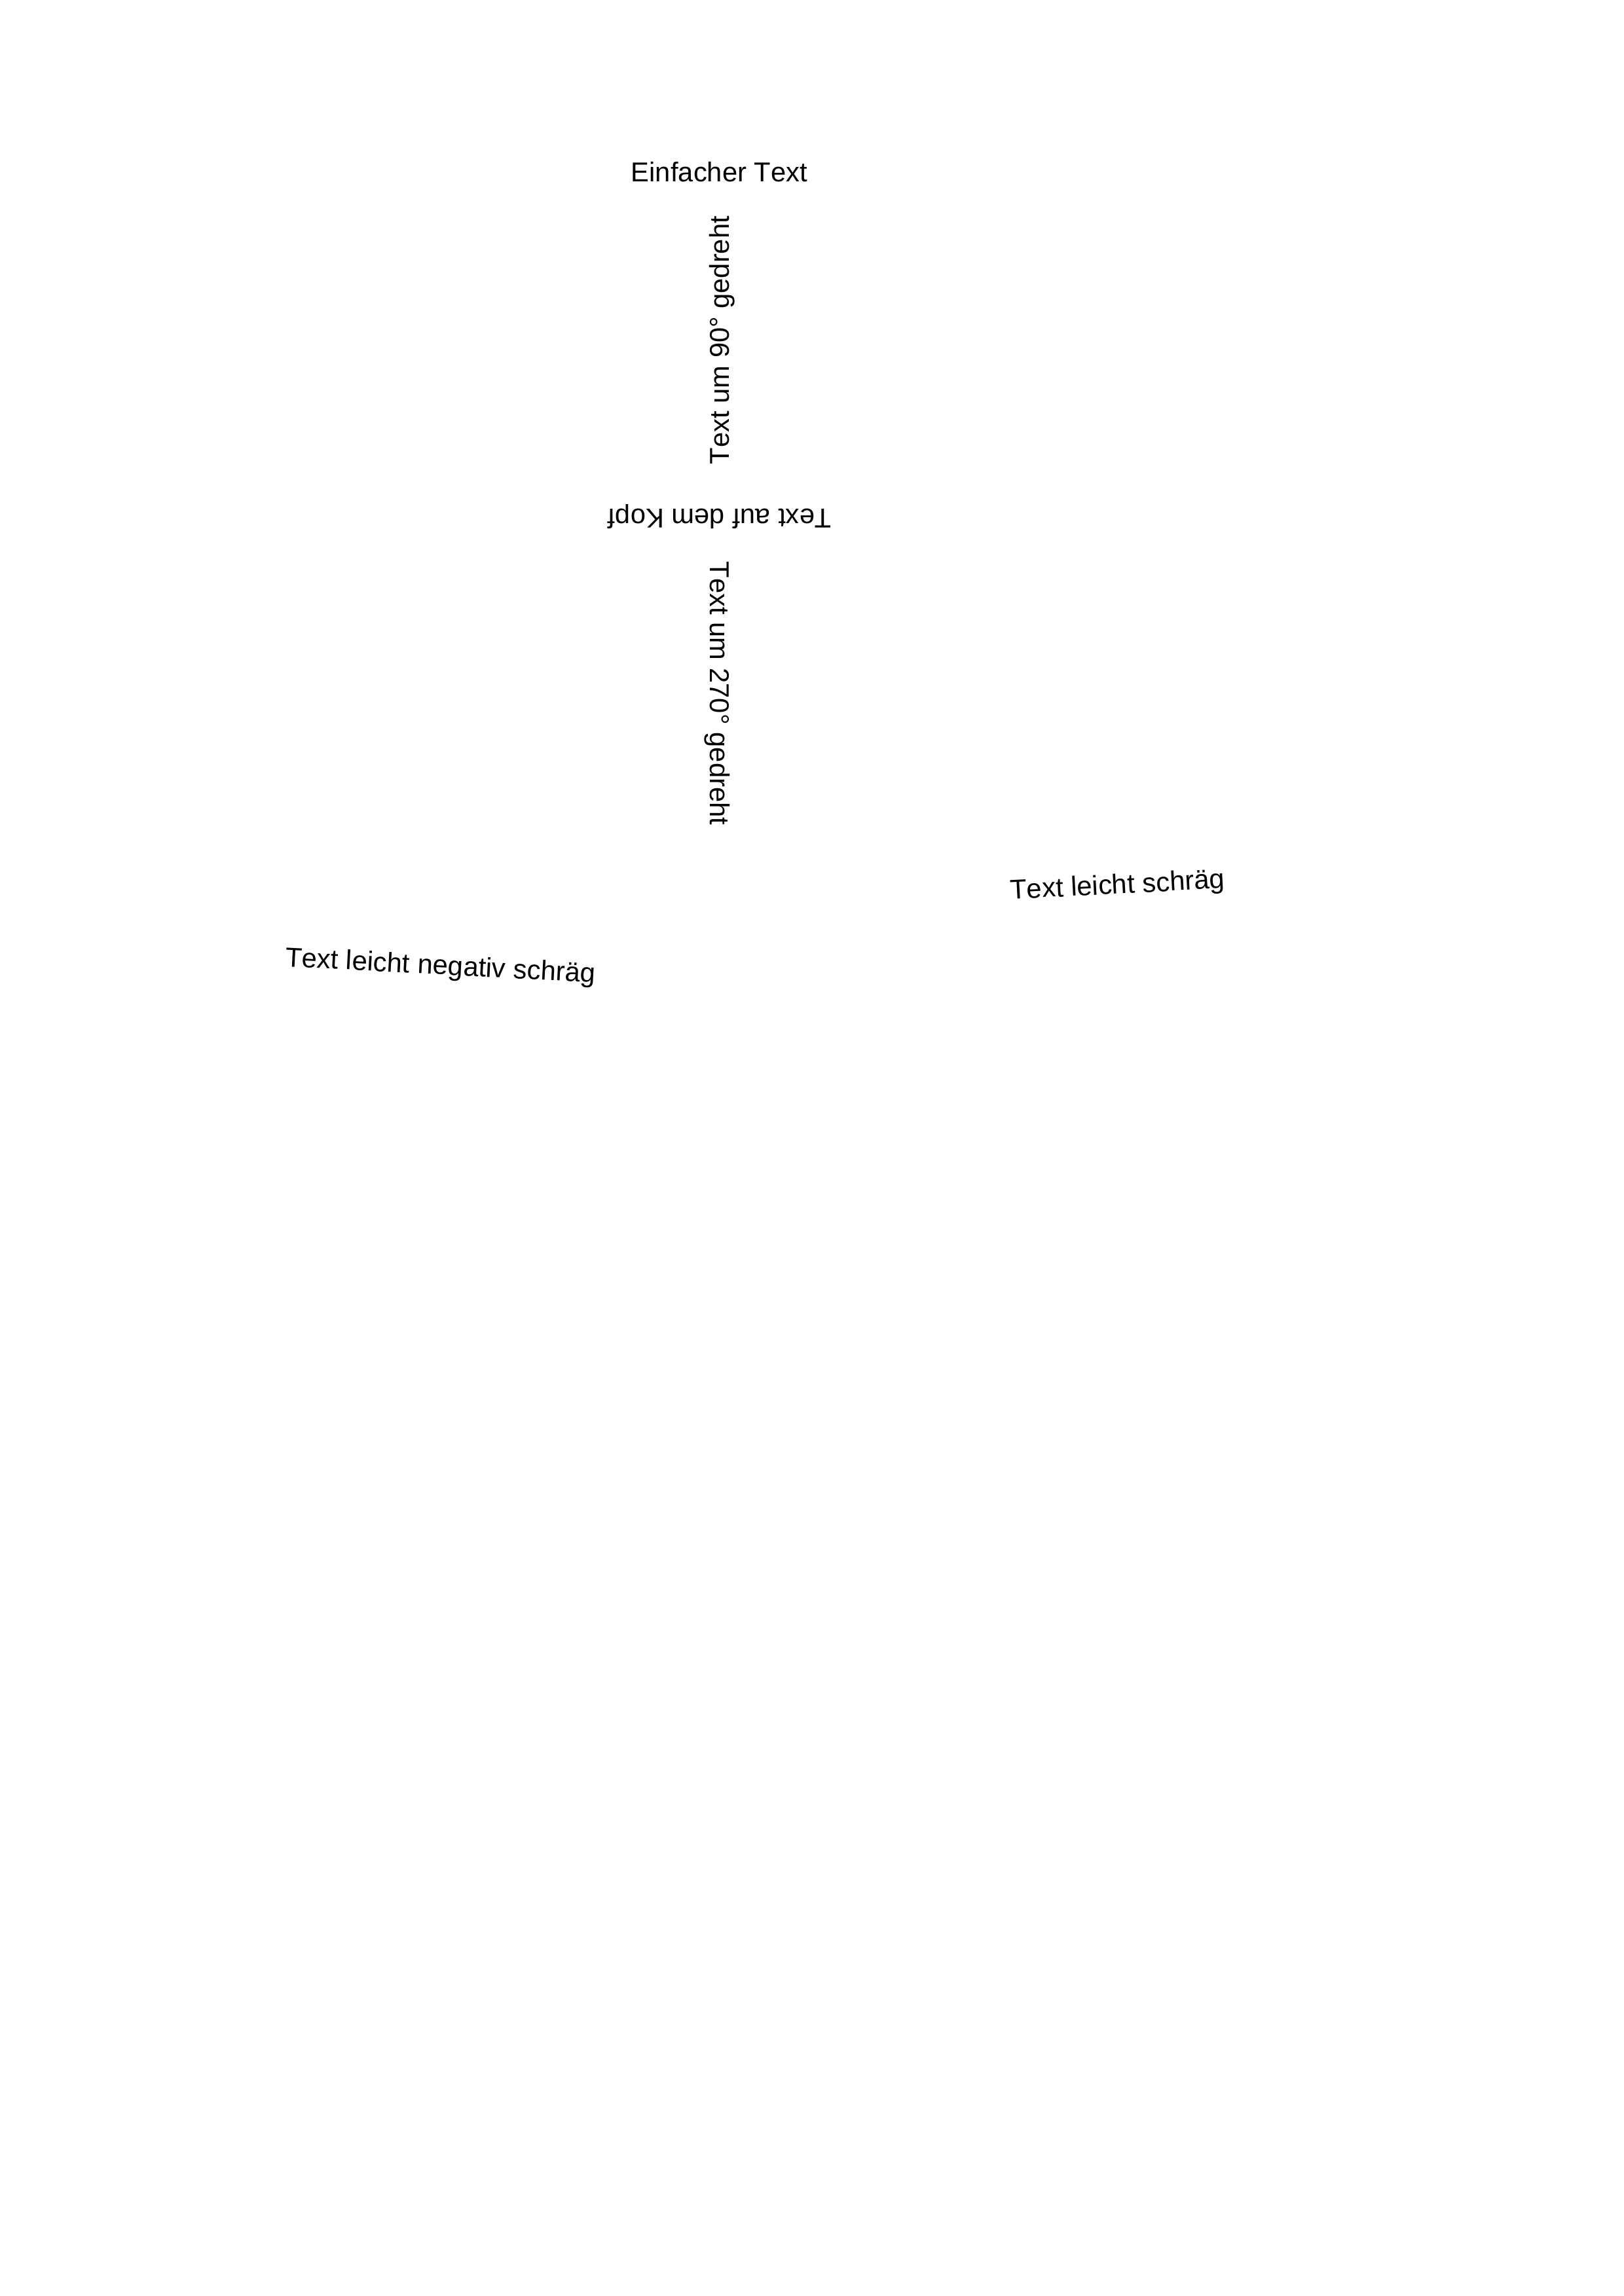 Einfacher Text
Text um 90° gedreht
Text auf dem Kopf
Text um 270° gedreht
Text leicht schräg
Text leicht negativ schräg